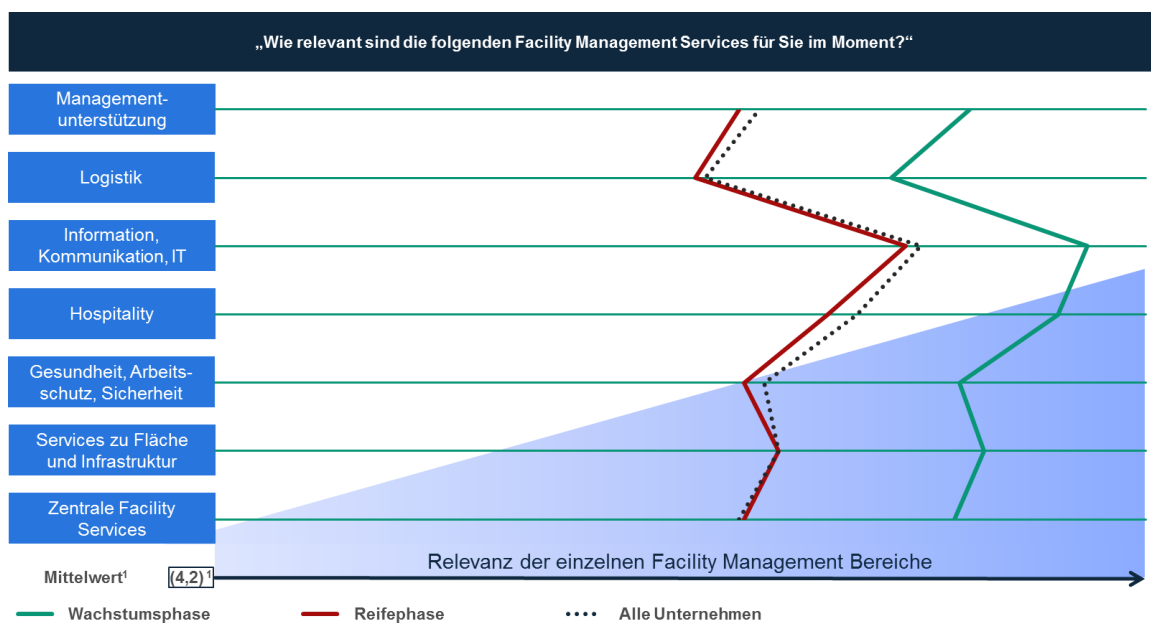 „Wie relevant sind die folgenden Facility Management Services für Sie im Moment?“
Management-
unterstützung
Logistik
Information,
Kommunikation, IT
Hospitality
Gesundheit, Arbeits-
schutz, Sicherheit
Services zu Fläche
und Infrastruktur
Zentrale Facility
Services
Relevanz der einzelnen Facility Management Bereiche
Mittelwert¹ (4,2)¹
Wachstumsphase Reifephase Alle Unternehmen